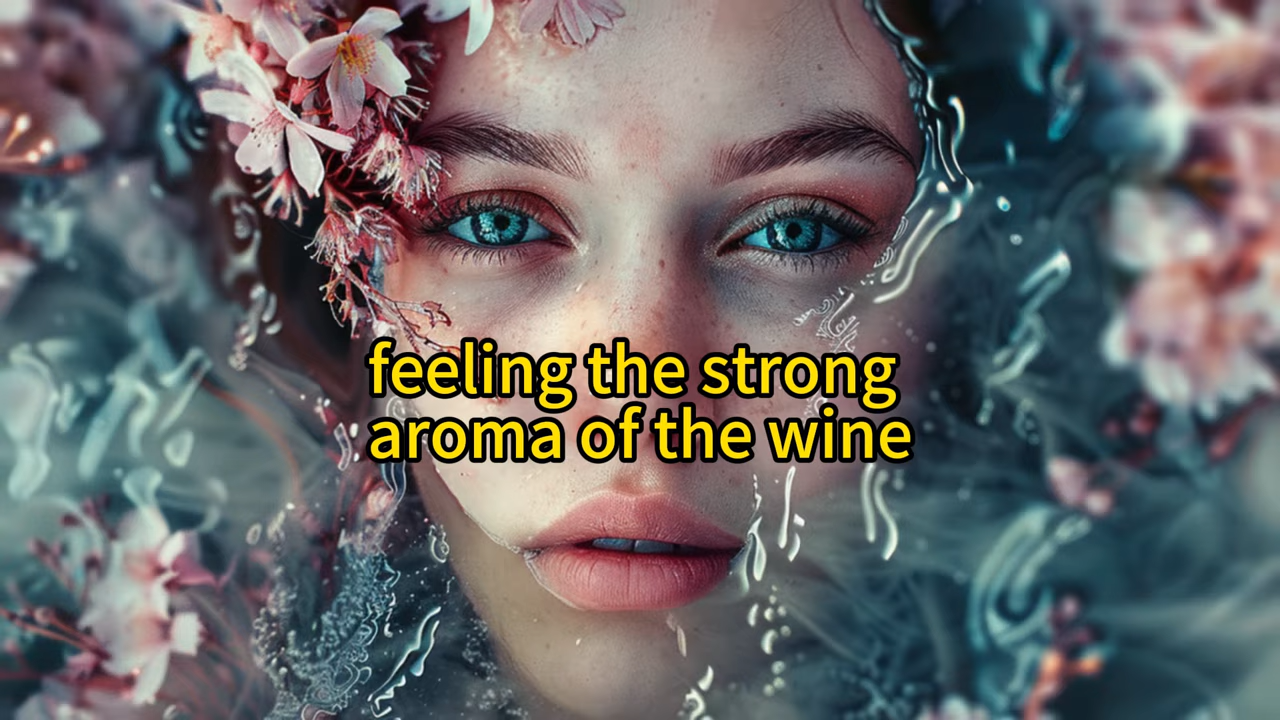 feeling the strong
aroma of the wine